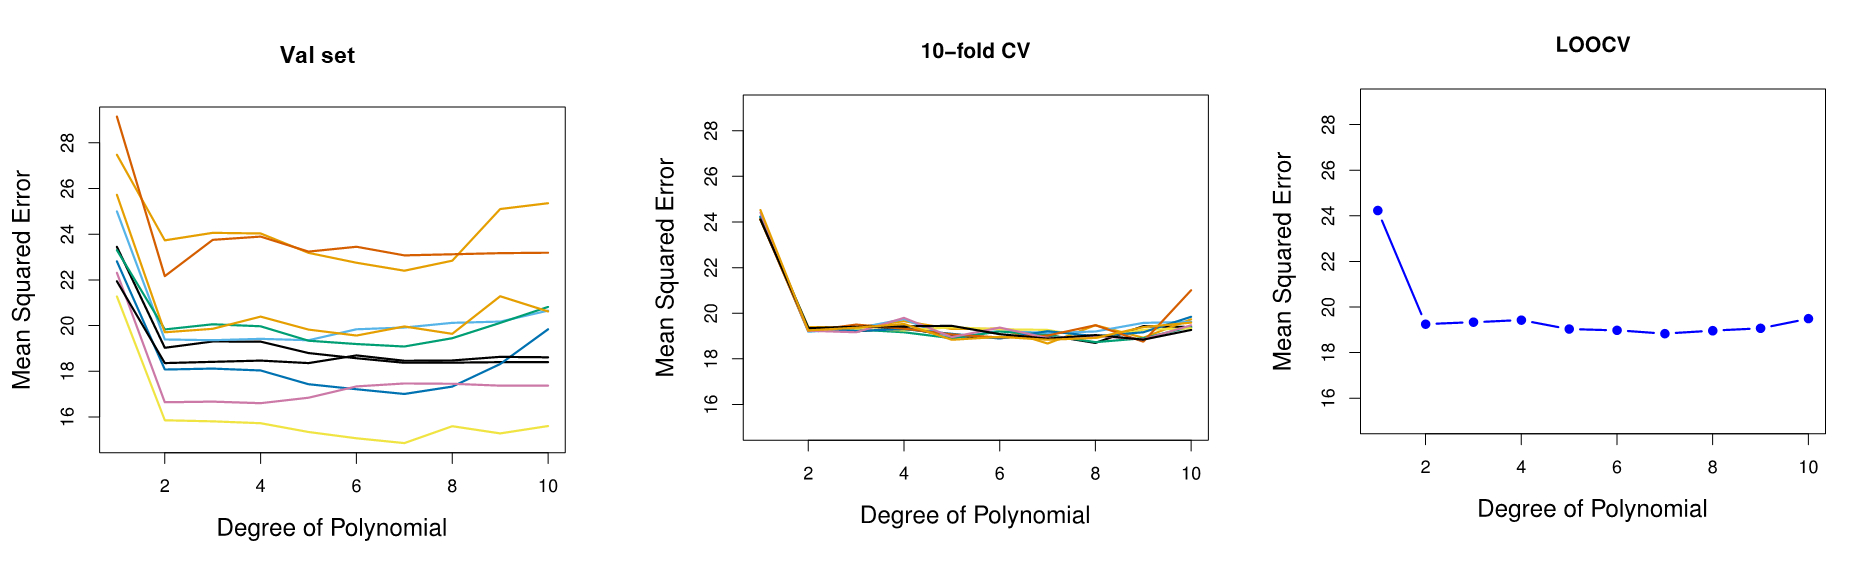 Val set
Mean Squared Error
28
26
24
22
20
18
16
2 4 6 8 10
Degree of Polynomial
10−fold CV
Mean Squared Error
28
26
24
22
20
18
16
2 4 6 8 10
Degree of Polynomial
LOOCV
Mean Squared Error
28
26
24
22
20
18
16
2 4 6 8 10
Degree of Polynomial